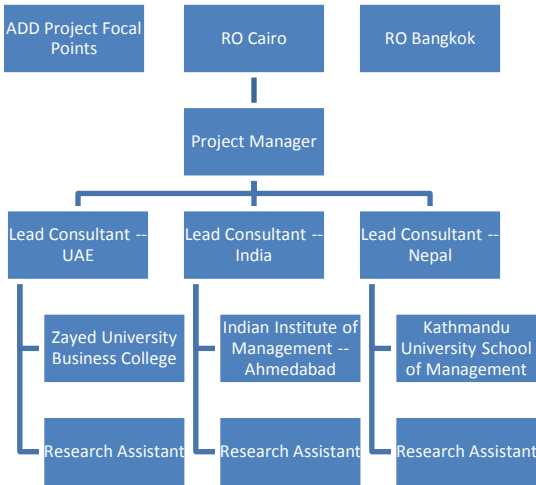 ADD Project Focal
Points
RO Cairo
RO Bangkok
Project Manager
Lead Consultant --
UAE
Lead Consultant --
India
Lead Consultant --
Nepal
Zayed University
Business College
Indian Institute of
Management --
Ahmedabad
Kathmandu
University School
of Management
Research Assistant
Research Assistant
Research Assistant